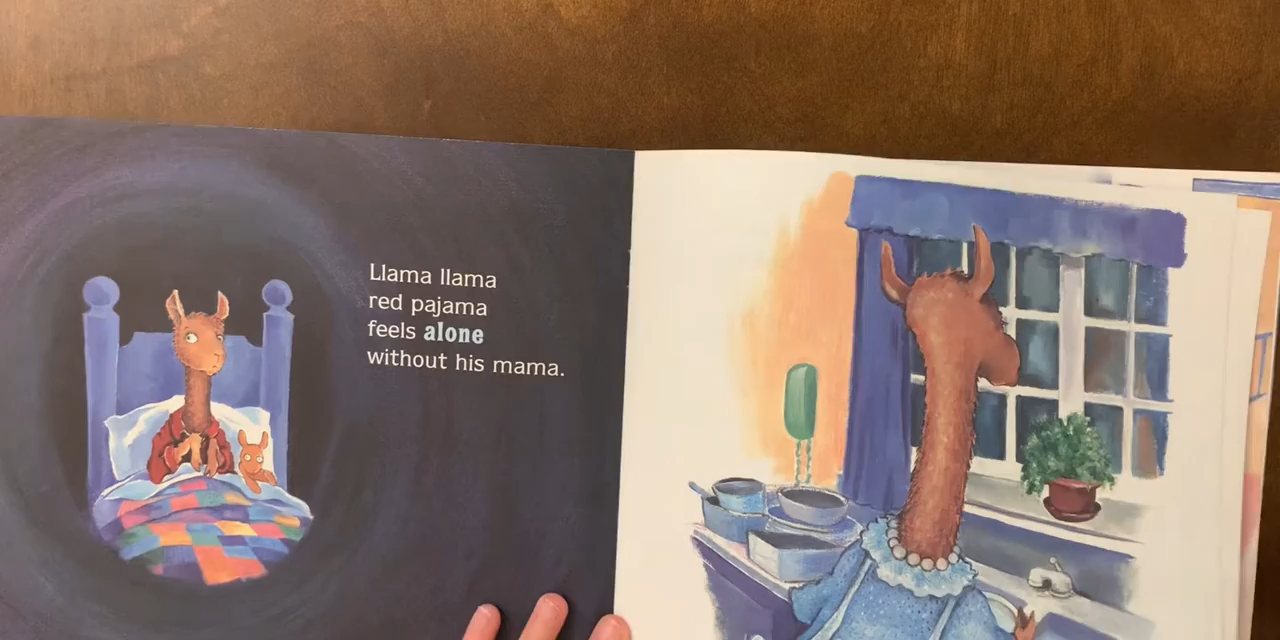 Llama llama
red pajama
feels alone
without his mama.